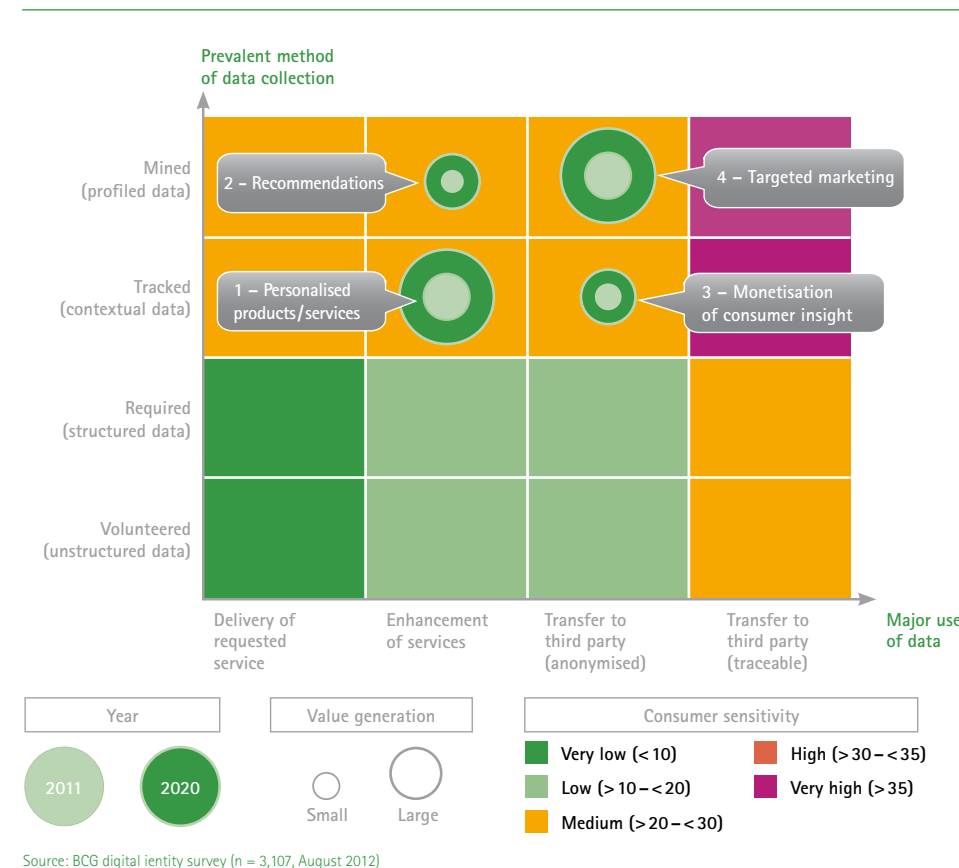 Prevalent method
of data collection
Mined
(profiled data)
2 – Recommendations
4 – Targeted marketing
Tracked
(contextual data)
1 – Personalised
products/services
3 – Monetisation
of consumer insight
Required
(structured data)
Volunteered
(unstructured data)
Delivery of
requested
service
Enhancement
of services
Transfer to
third party
(anonymised)
Transfer to
third party
(traceable)
Major use
of data
Year
Value generation
Consumer sensitivity
2011
2020
Small
Large
Very low (<10)
Low (>10–<20)
Medium (>20–<30)
High (>30–<35)
Very high (>35)
Source: BCG digital ientity survey (n = 3,107, August 2012)